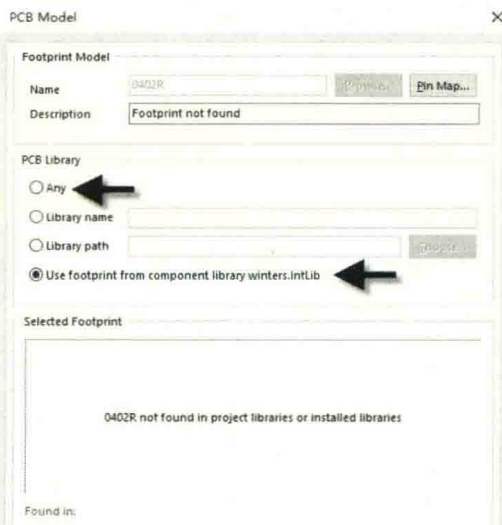 PCB Model
Footprint Model
Name 0402R Pin Map...
Description Footprint not found
PCB Library
Any
Library name
Library path Choose...
Use footprint from component library winters.IntLib
Selected Footprint
0402R not found in project libraries or installed libraries
Found in: